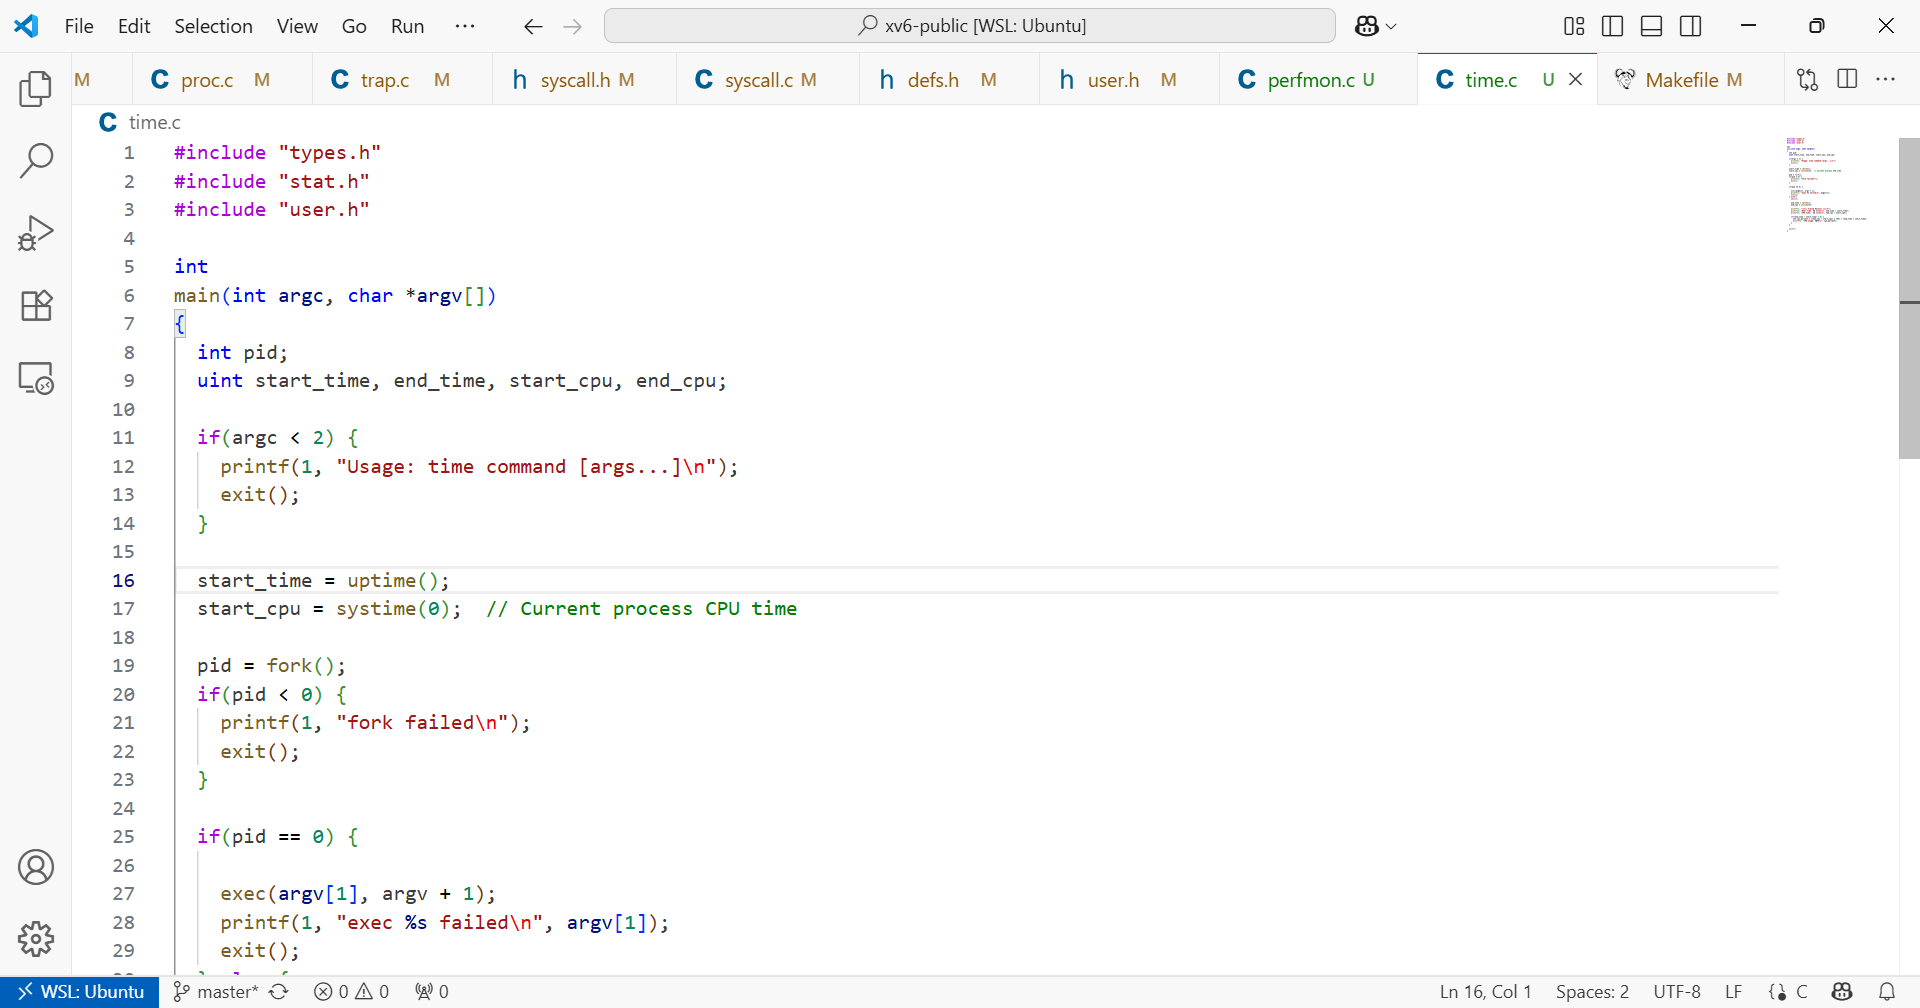 File Edit Selection View Go Run ··· xv6-public [WSL: Ubuntu]
M C proc.c M C trap.c M h syscall.h M C syscall.c M h defs.h M h user.h M C perfmon.c U C time.c U Makefile M ···
C time.c
1 #include "types.h"
2 #include "stat.h"
3 #include "user.h"
4
5 int
6 main(int argc, char *argv[])
7 {
8 int pid;
9 uint start_time, end_time, start_cpu, end_cpu;
10
11 if(argc < 2) {
12 printf(1, "Usage: time command [args...]\n");
13 exit();
14 }
15
16 start_time = uptime();
17 start_cpu = systime(0); // Current process CPU time
18
19 pid = fork();
20 if(pid < 0) {
21 printf(1, "fork failed\n");
22 exit();
23 }
24
25 if(pid == 0) {
26
27 exec(argv[1], argv + 1);
28 printf(1, "exec %s failed\n", argv[1]);
29 exit();
WSL: Ubuntu master* 0 0 0 Ln 16, Col 1 Spaces: 2 UTF-8 LF C